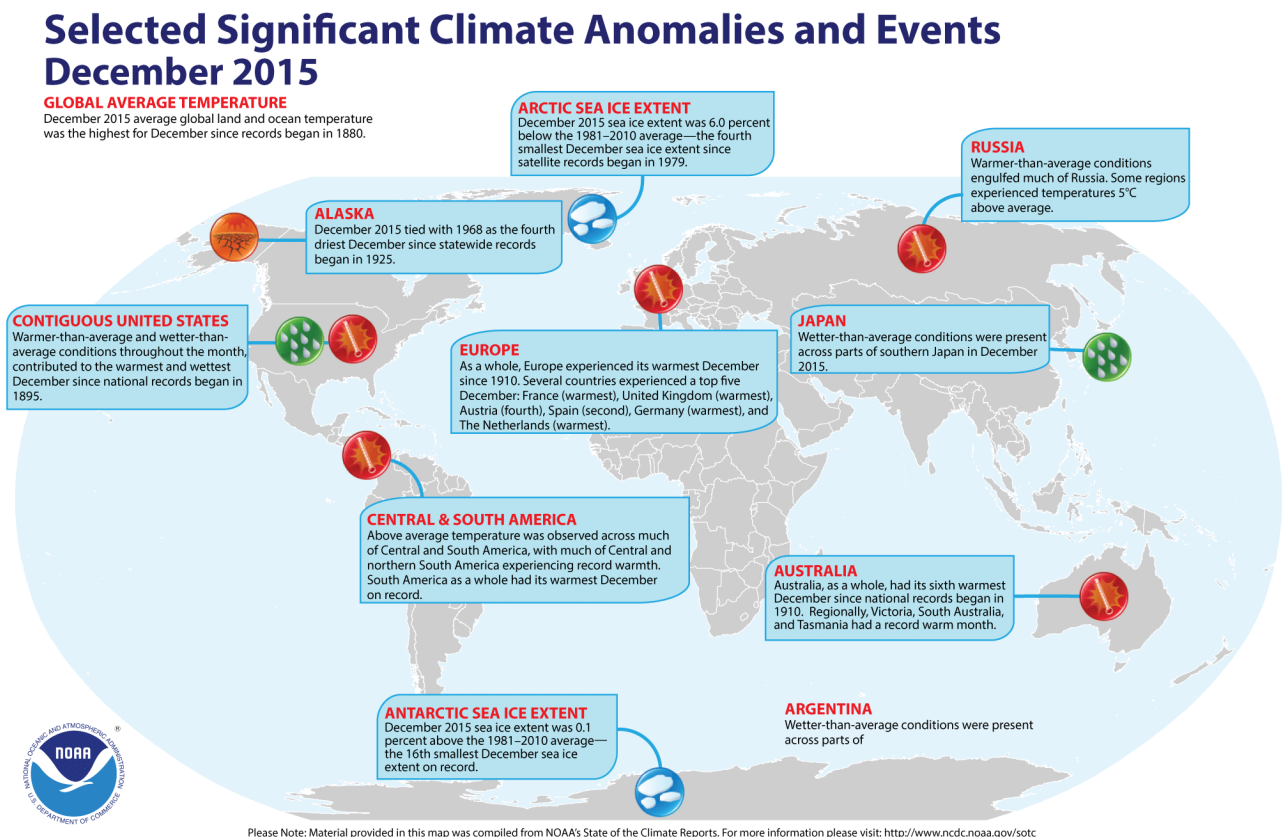 Selected Significant Climate Anomalies and Events
December 2015
GLOBAL AVERAGE TEMPERATURE
December 2015 average global land and ocean temperature
was the highest for December since records began in 1880.
ARCTIC SEA ICE EXTENT
December 2015 sea ice extent was 6.0 percent
below the 1981–2010 average—the fourth
smallest December sea ice extent since
satellite records began in 1979.
RUSSIA
Warmer-than-average conditions
engulfed much of Russia. Some regions
experienced temperatures 5°C
above average.
ALASKA
December 2015 tied with 1968 as the fourth
driest December since statewide records
began in 1925.
CONTIGUOUS UNITED STATES
Warmer-than-average and wetter-than-
average conditions throughout the month,
contributed to the warmest and wettest
December since national records began in
1895.
EUROPE
As a whole, Europe experienced its warmest December
since 1910. Several countries experienced a top five
December: France (warmest), United Kingdom (warmest),
Austria (fourth), Spain (second), Germany (warmest), and
The Netherlands (warmest).
JAPAN
Wetter-than-average conditions were present
across parts of southern Japan in December
2015.
CENTRAL & SOUTH AMERICA
Above average temperature was observed across much
of Central and South America, with much of Central and
northern South America experiencing record warmth.
South America as a whole had its warmest December
on record.
AUSTRALIA
Australia, as a whole, had its sixth warmest
December since national records began in
1910. Regionally, Victoria, South Australia,
and Tasmania had a record warm month.
ANTARCTIC SEA ICE EXTENT
December 2015 sea ice extent was 0.1
percent above the 1981–2010 average—
the 16th smallest December sea ice
extent on record.
ARGENTINA
Wetter-than-average conditions were present
across parts of
NATIONAL OCEANIC AND ATMOSPHERIC ADMINISTRATION
®
NOAA
U.S. DEPARTMENT OF COMMERCE
Please Note: Material provided in this map was compiled from NOAA's State of the Climate Reports. For more information please visit: http://www.ncdc.noaa.gov/sotc